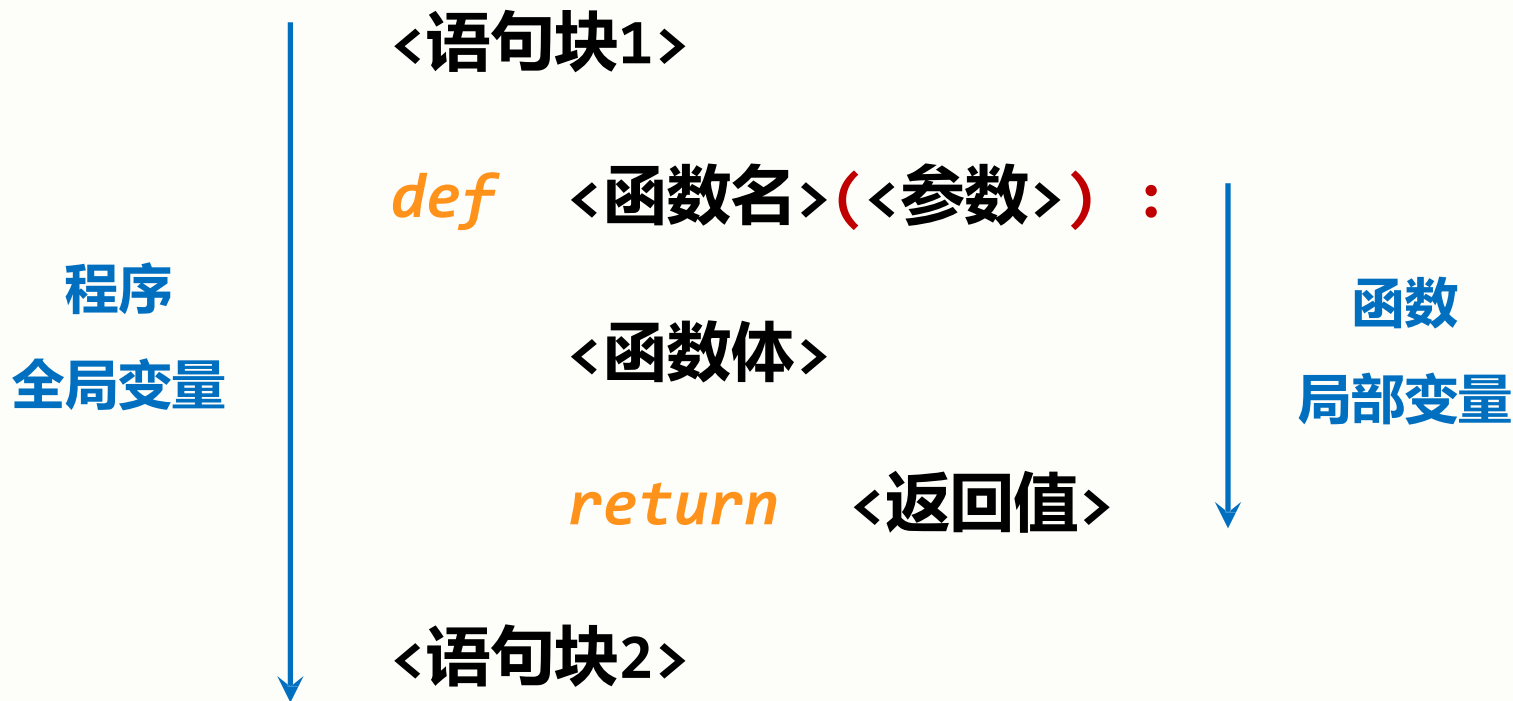 <语句块1>
def <函数名>(<参数>) :
程序
全局变量
<函数体>
函数
局部变量
return <返回值>
<语句块2>